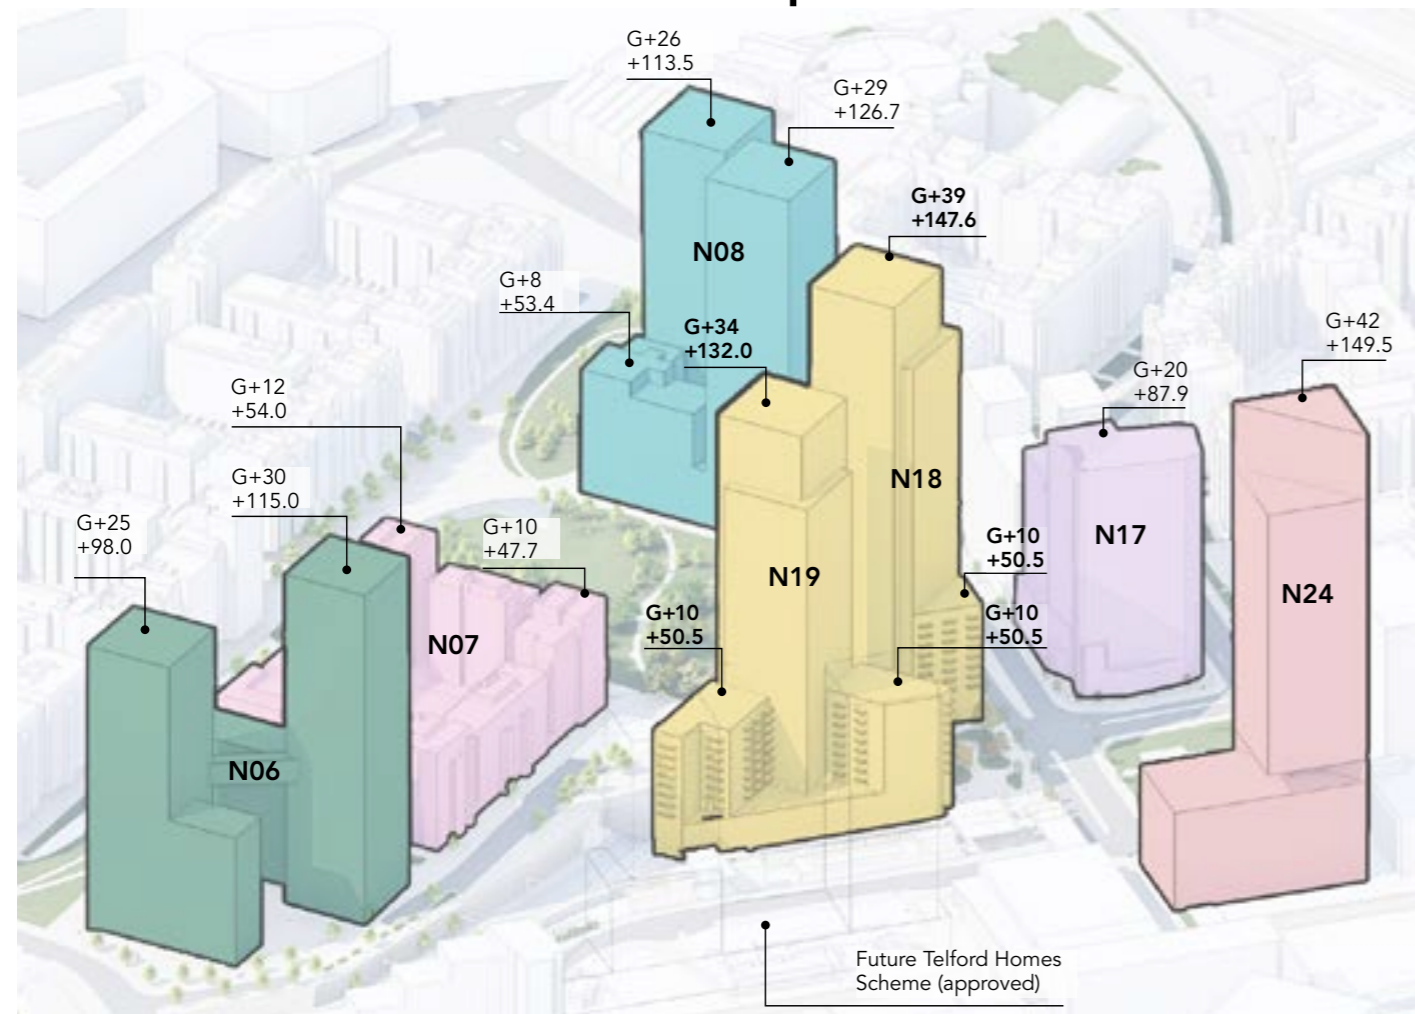 G+26
+113.5
G+29
+126.7
G+39
+147.6
N08
G+8
+53.4
G+34
+132.0
G+42
+149.5
G+20
+87.9
G+12
+54.0
G+30
+115.0
G+25
+98.0
G+10
+47.7
N18
N17
N19
G+10
+50.5
N24
G+10
+50.5
G+10
+50.5
N07
N06
Future Telford Homes
Scheme (approved)